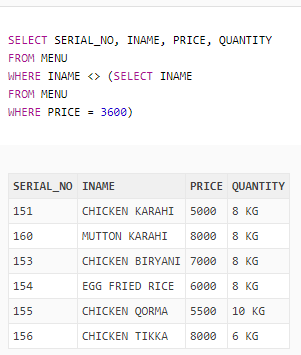 SELECT SERIAL_NO, INAME, PRICE, QUANTITY
FROM MENU
WHERE INAME <> (SELECT INAME
FROM MENU
WHERE PRICE = 3600)
SERIAL_NO INAME PRICE QUANTITY
151 CHICKEN KARAHI 5000 8 KG
160 MUTTON KARAHI 8000 8 KG
153 CHICKEN BIRYANI 7000 8 KG
154 EGG FRIED RICE 6000 8 KG
155 CHICKEN QORMA 5500 10 KG
156 CHICKEN TIKKA 8000 6 KG